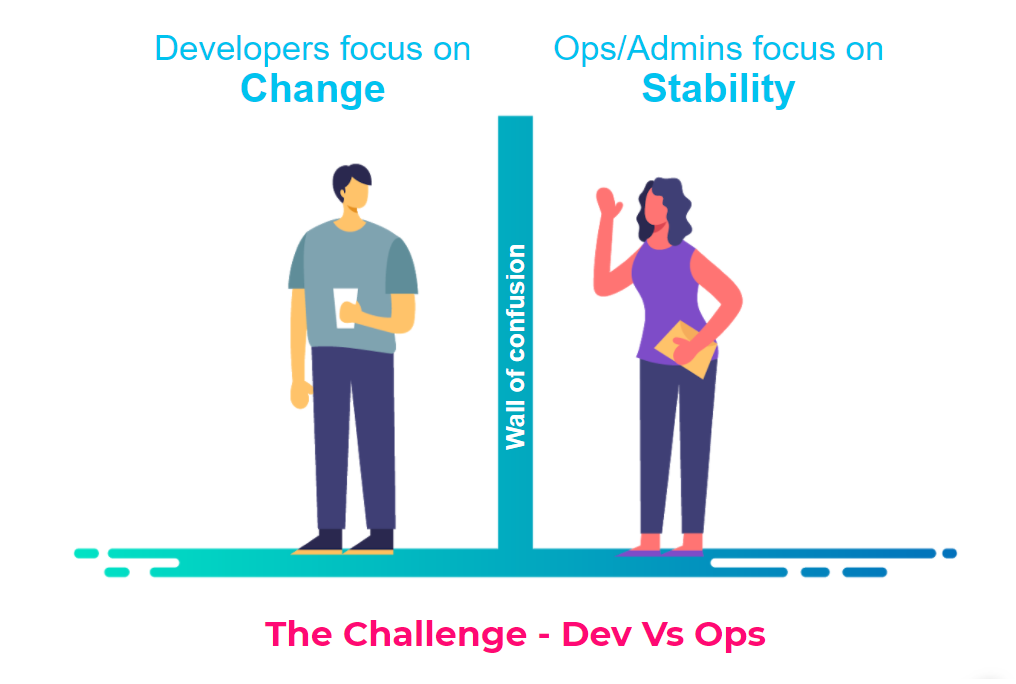 Developers focus on
Change
Ops/Admins focus on
Stability
Wall of confusion
The Challenge - Dev Vs Ops